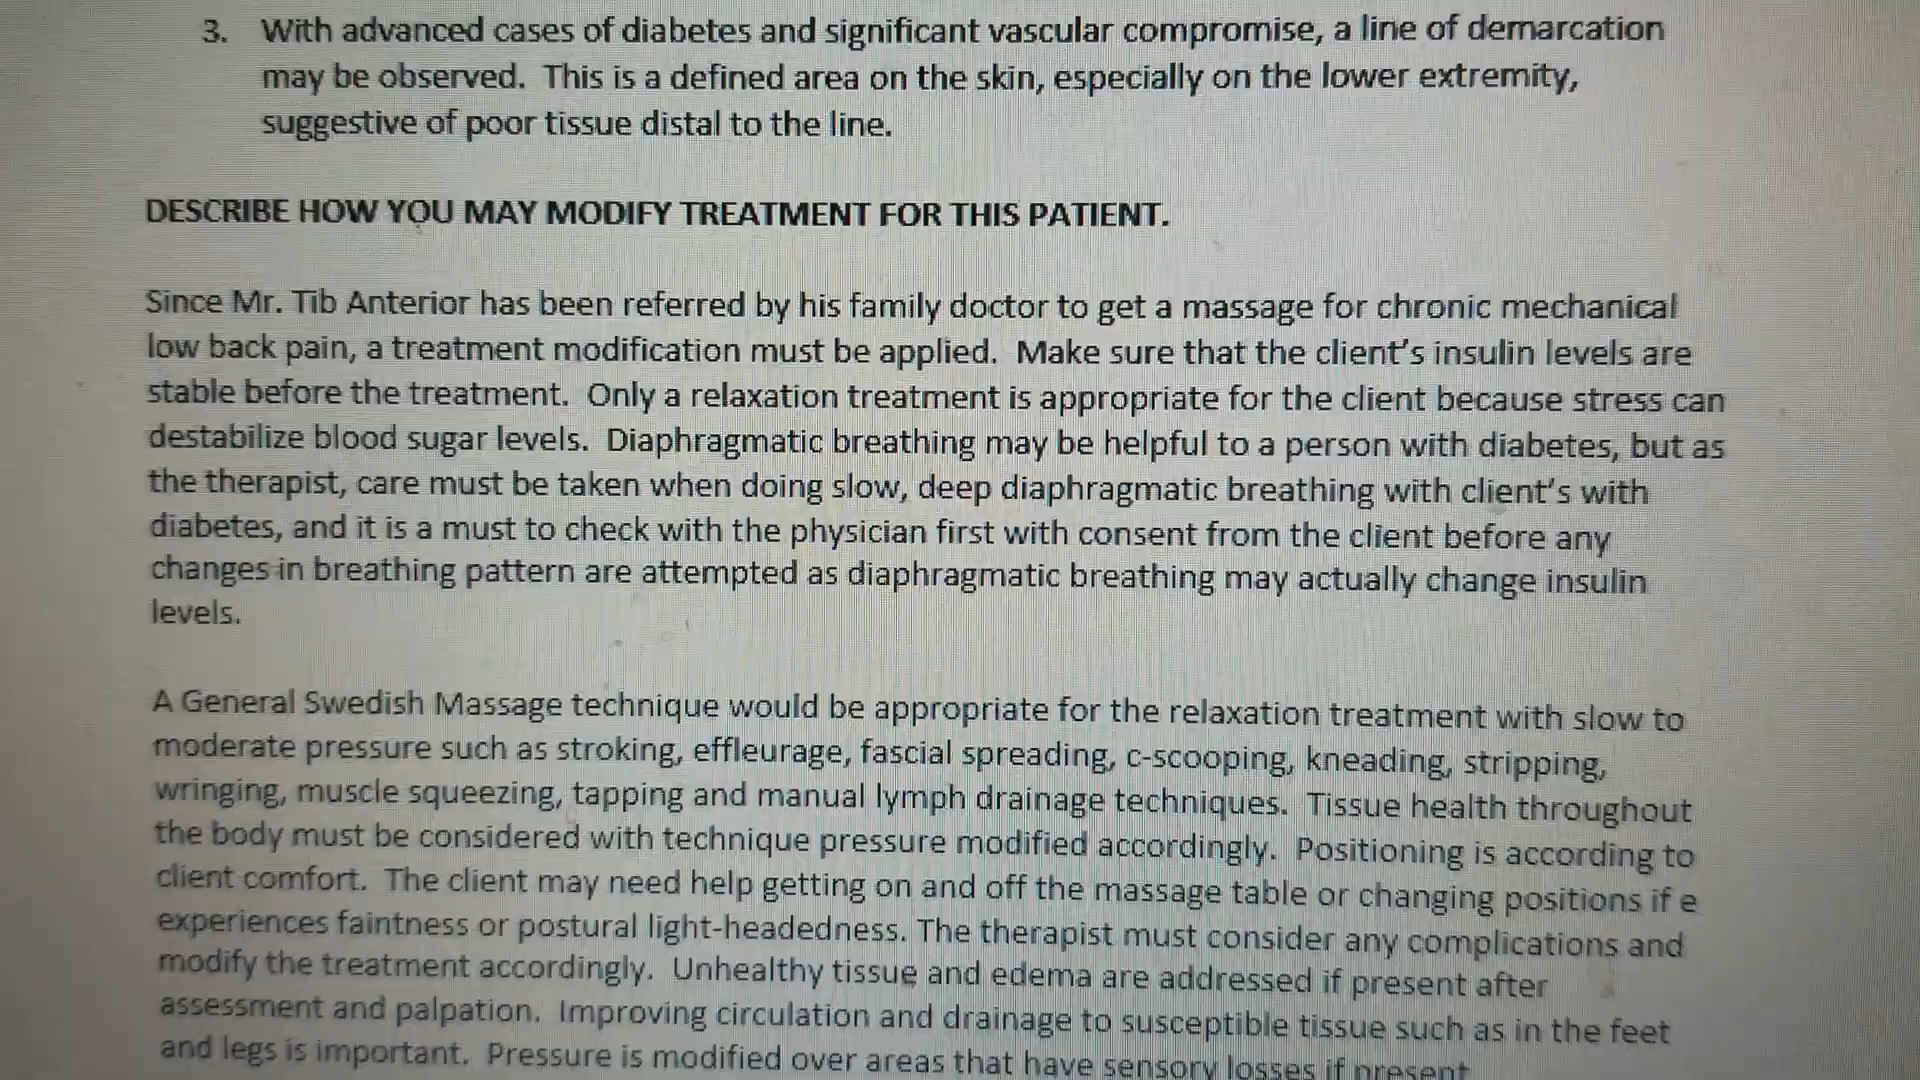 3. With advanced cases of diabetes and significant vascular compromise, a line of demarcation
may be observed. This is a defined area on the skin, especially on the lower extremity,
suggestive of poor tissue distal to the line.
DESCRIBE HOW YOU MAY MODIFY TREATMENT FOR THIS PATIENT.
Since Mr. Tib Anterior has been referred by his family doctor to get a massage for chronic mechanical
low back pain, a treatment modification must be applied. Make sure that the client's insulin levels are
stable before the treatment. Only a relaxation treatment is appropriate for the client because stress can
destabilize blood sugar levels. Diaphragmatic breathing may be helpful to a person with diabetes, but as
the therapist, care must be taken when doing slow, deep diaphragmatic breathing with client's with
diabetes, and it is a must to check with the physician first with consent from the client before any
changes in breathing pattern are attempted as diaphragmatic breathing may actually change insulin
levels.
A General Swedish Massage technique would be appropriate for the relaxation treatment with slow to
moderate pressure such as stroking, effleurage, fascial spreading, c-scooping, kneading, stripping,
wringing, muscle squeezing, tapping and manual lymph drainage techniques. Tissue health throughout
the body must be considered with technique pressure modified accordingly. Positioning is according to
client comfort. The client may need help getting on and off the massage table or changing positions if e
experiences faintness or postural light-headedness. The therapist must consider any complications and
modify the treatment accordingly. Unhealthy tissue and edema are addressed if present after
assessment and palpation. Improving circulation and drainage to susceptible tissue such as in the feet
and legs is important. Pressure is modified over areas that have sensory losses if present